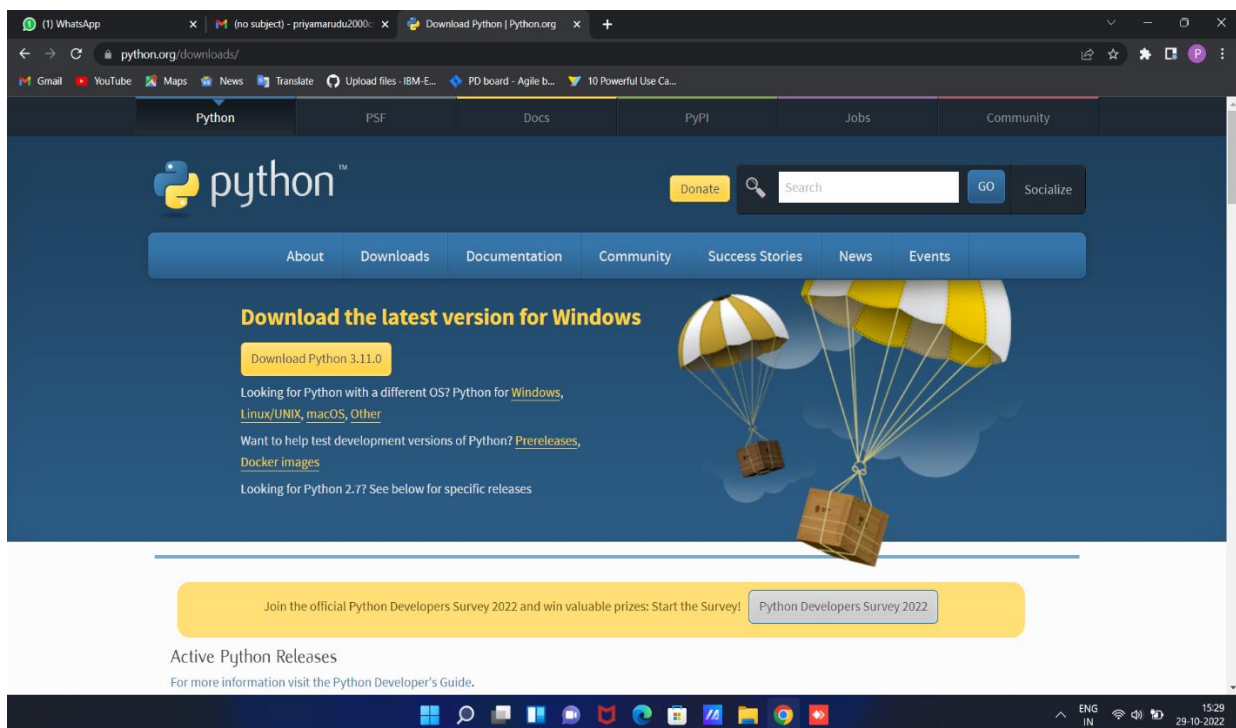 (1) WhatsApp
(no subject) - priyamarudu2000c
Download Python | Python.org
python.org/downloads/
P
Gmail
YouTube
Maps
News
Translate
Upload files · IBM-E...
PD board - Agile b...
10 Powerful Use Ca...
Python
PSF
Docs
PyPI
Jobs
Community
python™
Donate
Search
GO
Socialize
About
Downloads
Documentation
Community
Success Stories
News
Events
Download the latest version for Windows
Download Python 3.11.0
Looking for Python with a different OS? Python for Windows,
Linux/UNIX, macOS, Other
Want to help test development versions of Python? Prereleases,
Docker images
Looking for Python 2.7? See below for specific releases
Join the official Python Developers Survey 2022 and win valuable prizes: Start the Survey!
Python Developers Survey 2022
Active Python Releases
For more information visit the Python Developer's Guide.
ENG
IN
15:29
29-10-2022